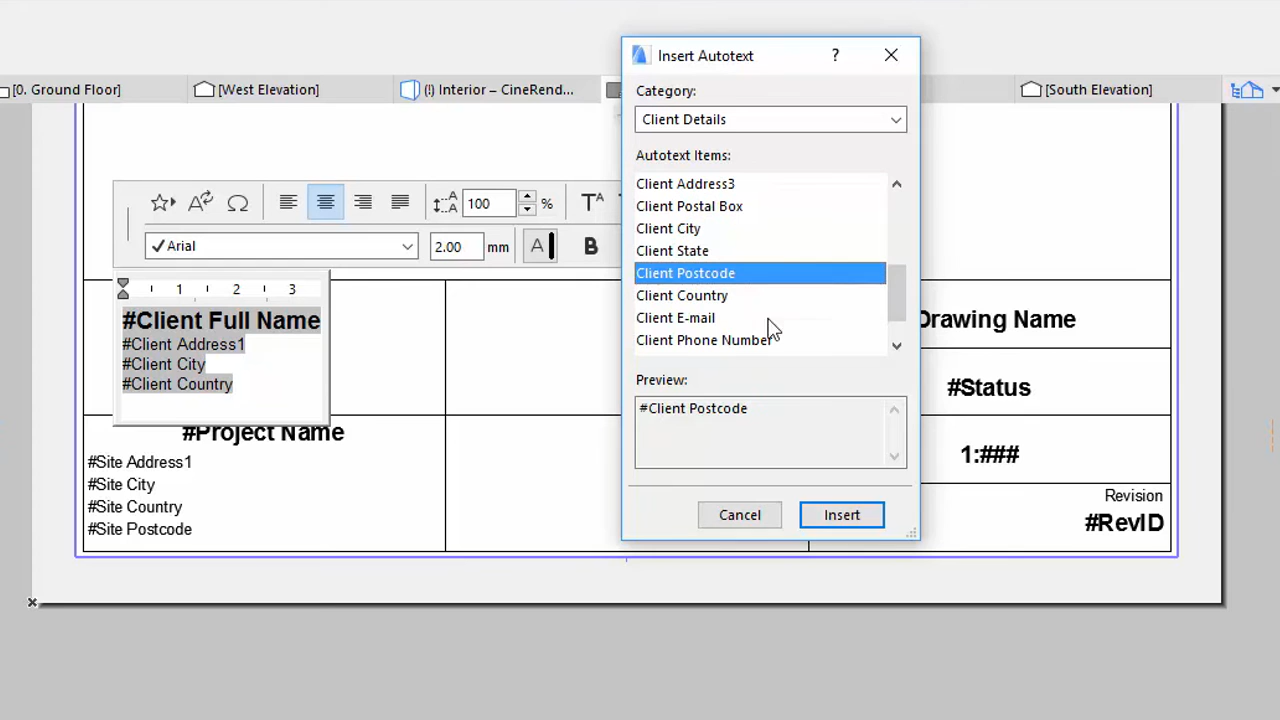 Insert Autotext
?
[0. Ground Floor]
[West Elevation]
(!) Interior – CineRend...
[South Elevation]
Category:
Client Details
Autotext Items:
Client Address3
Client Postal Box
Client City
Client State
Client Postcode
Client Country
Client E-mail
Client Phone Number
Preview:
#Client Postcode
Cancel
Insert
100
%
Arial
2.00
mm
A
B
1
2
3
#Client Full Name
#Client Address1
#Client City
#Client Country
#Project Name
#Site Address1
#Site City
#Site Country
#Site Postcode
Drawing Name
#Status
1:###
Revision
#RevID